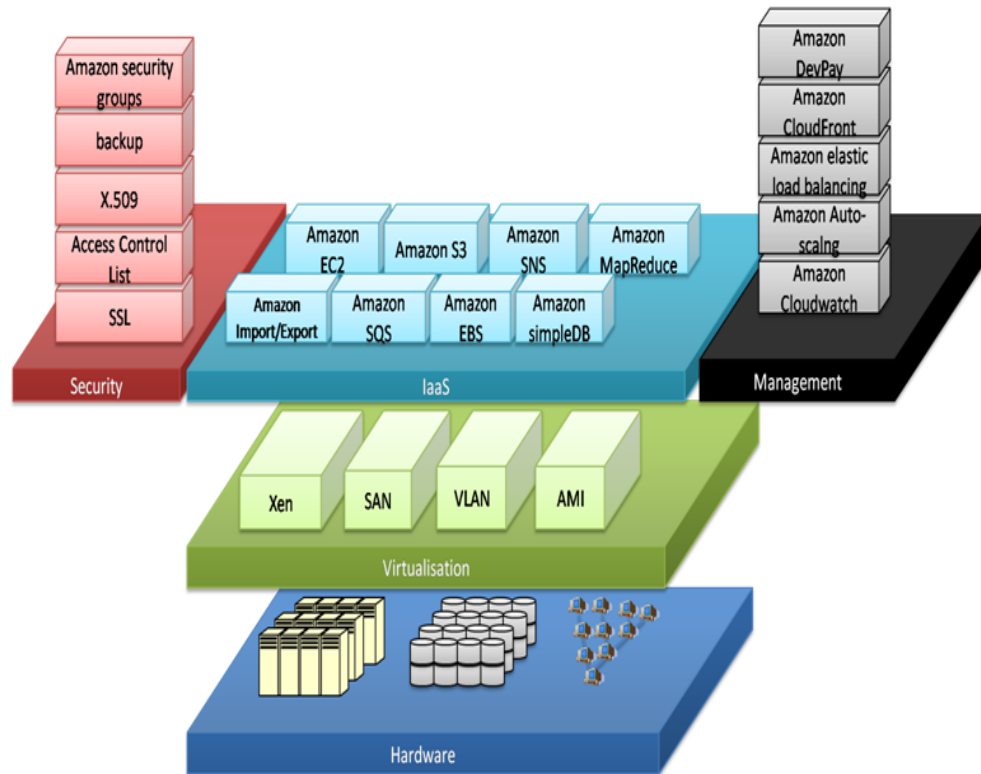 Amazon security
groups
backup
X.509
Access Control
List
SSL
Security
Amazon
EC2
Amazon S3
Amazon
SNS
Amazon
MapReduce
Amazon
Import/Export
Amazon
SQS
Amazon
EBS
Amazon
simpleDB
IaaS
Amazon
DevPay
Amazon
CloudFront
Amazon elastic
load balancing
Amazon Auto-
scalng
Amazon
Cloudwatch
Management
Xen
SAN
VLAN
AMI
Virtualisation
Hardware